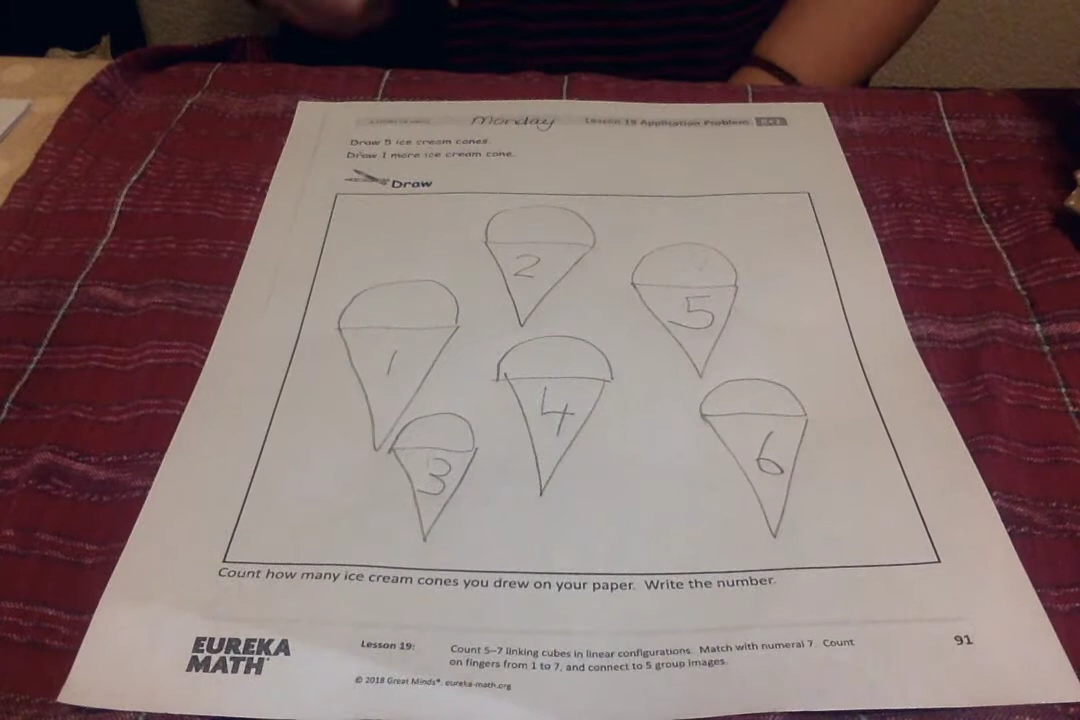 Monday
Lesson 19 Application Problem
Draw 5 ice cream cones.
Draw 1 more ice cream cone.
Draw
2
5
1
4
3
6
Count how many ice cream cones you drew on your paper. Write the number.
EUREKA
MATH
Lesson 19:
Count 5–7 linking cubes in linear configurations. Match with numeral 7. Count
on fingers from 1 to 7, and connect to 5 group images.
91
© 2018 Great Minds®. eureka-math.org